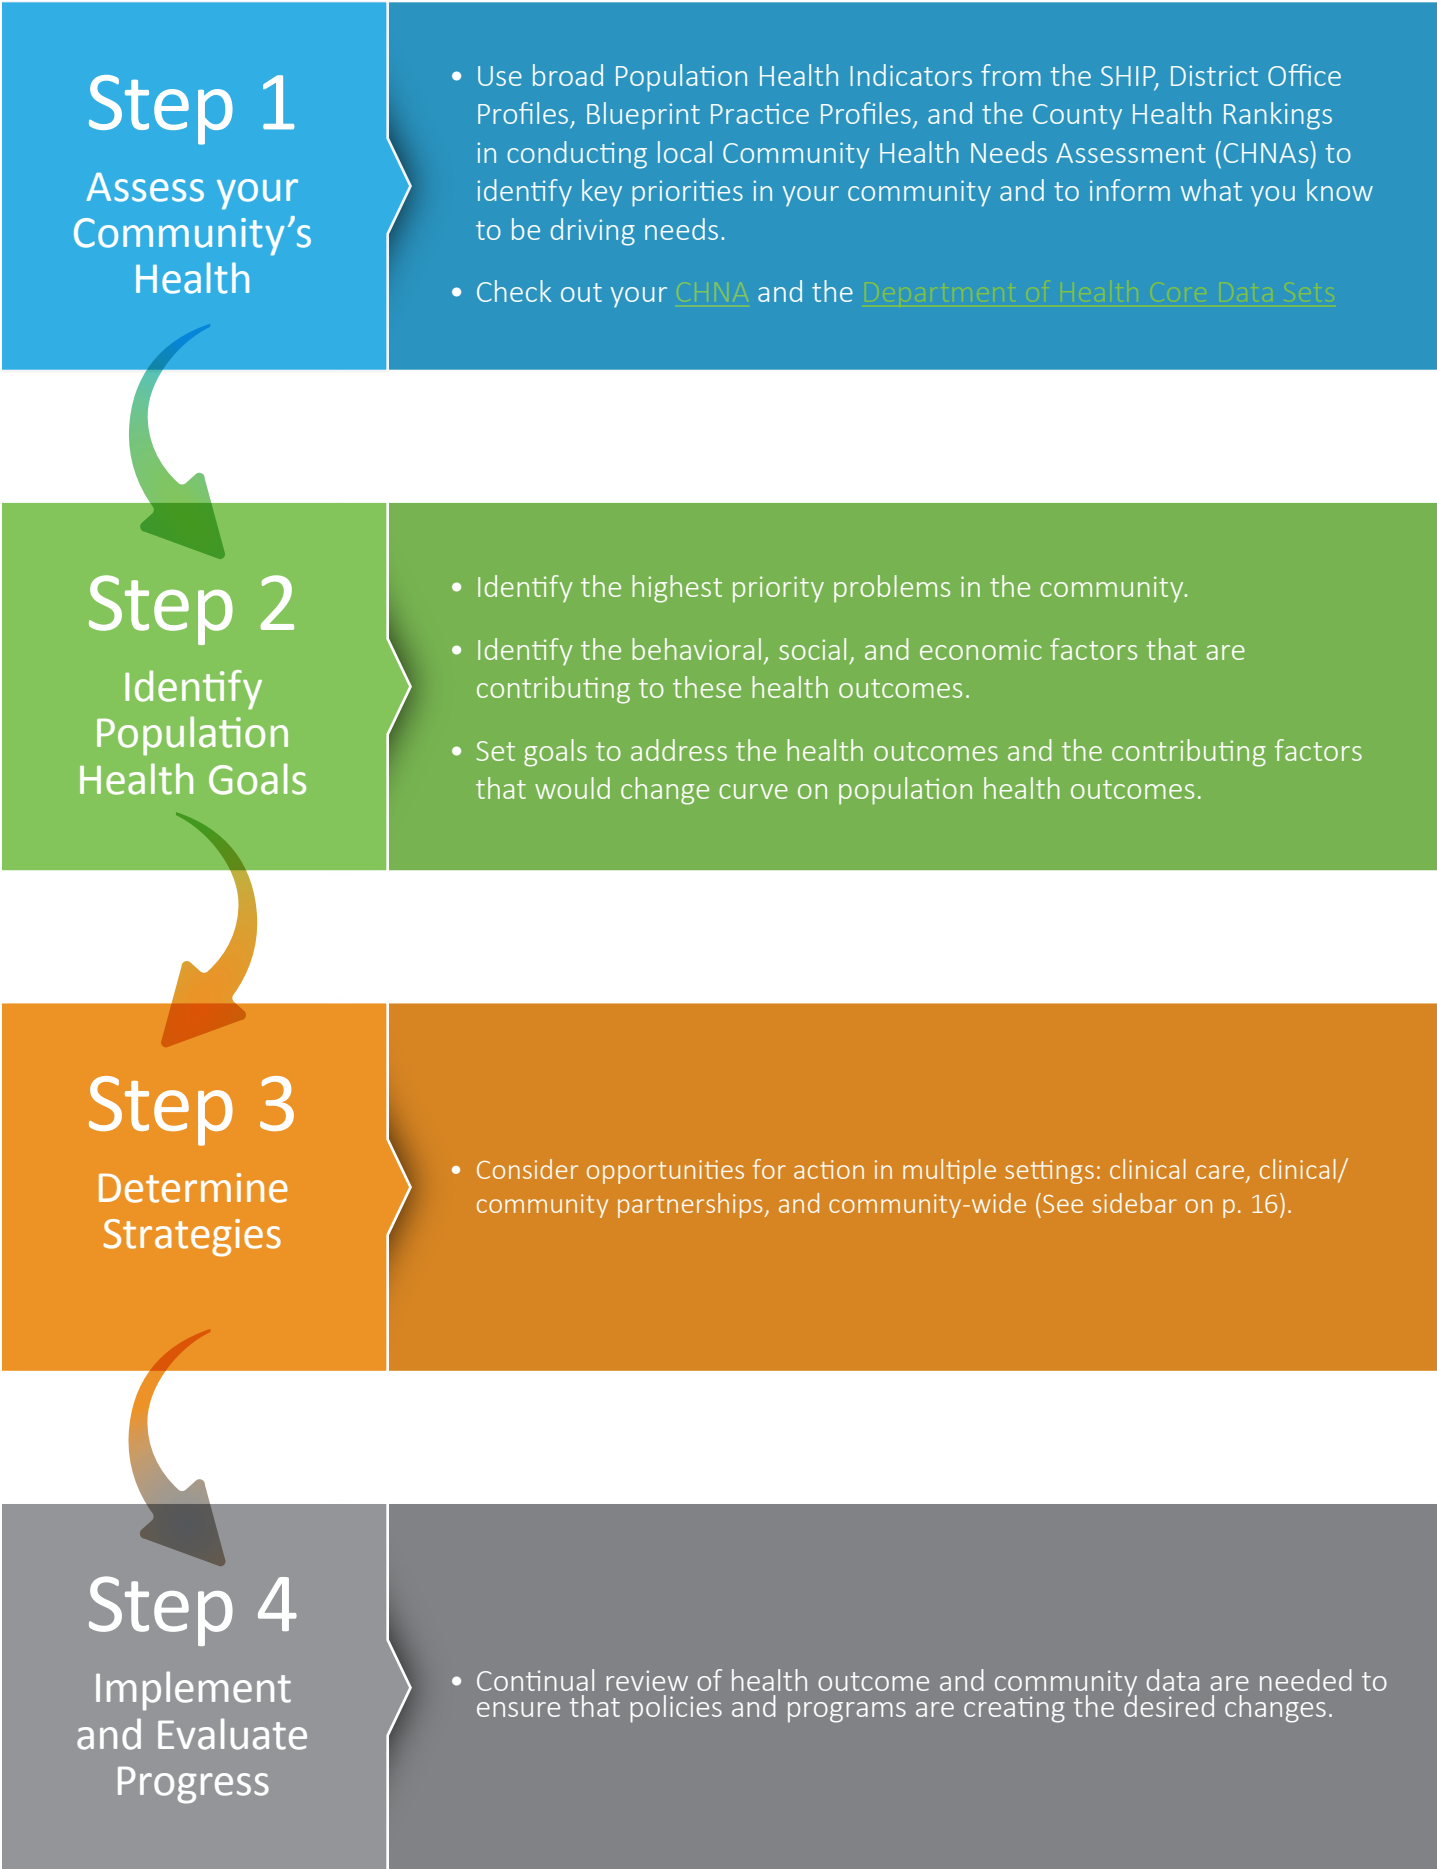 Step 1
Assess your
Community’s
Health
• Use broad Population Health Indicators from the SHIP, District Office
Profiles, Blueprint Practice Profiles, and the County Health Rankings
in conducting local Community Health Needs Assessment (CHNAs) to
identify key priorities in your community and to inform what you know
to be driving needs.
• Check out your CHNA and the Department of Health Core Data Sets
Step 2
Identify
Population
Health Goals
• Identify the highest priority problems in the community.
• Identify the behavioral, social, and economic factors that are
contributing to these health outcomes.
• Set goals to address the health outcomes and the contributing factors
that would change curve on population health outcomes.
Step 3
Determine
Strategies
• Consider opportunities for action in multiple settings: clinical care, clinical/
community partnerships, and community-wide (See sidebar on p. 16).
Step 4
Implement
and Evaluate
Progress
• Continual review of health outcome and community data are needed to
ensure that policies and programs are creating the desired changes.